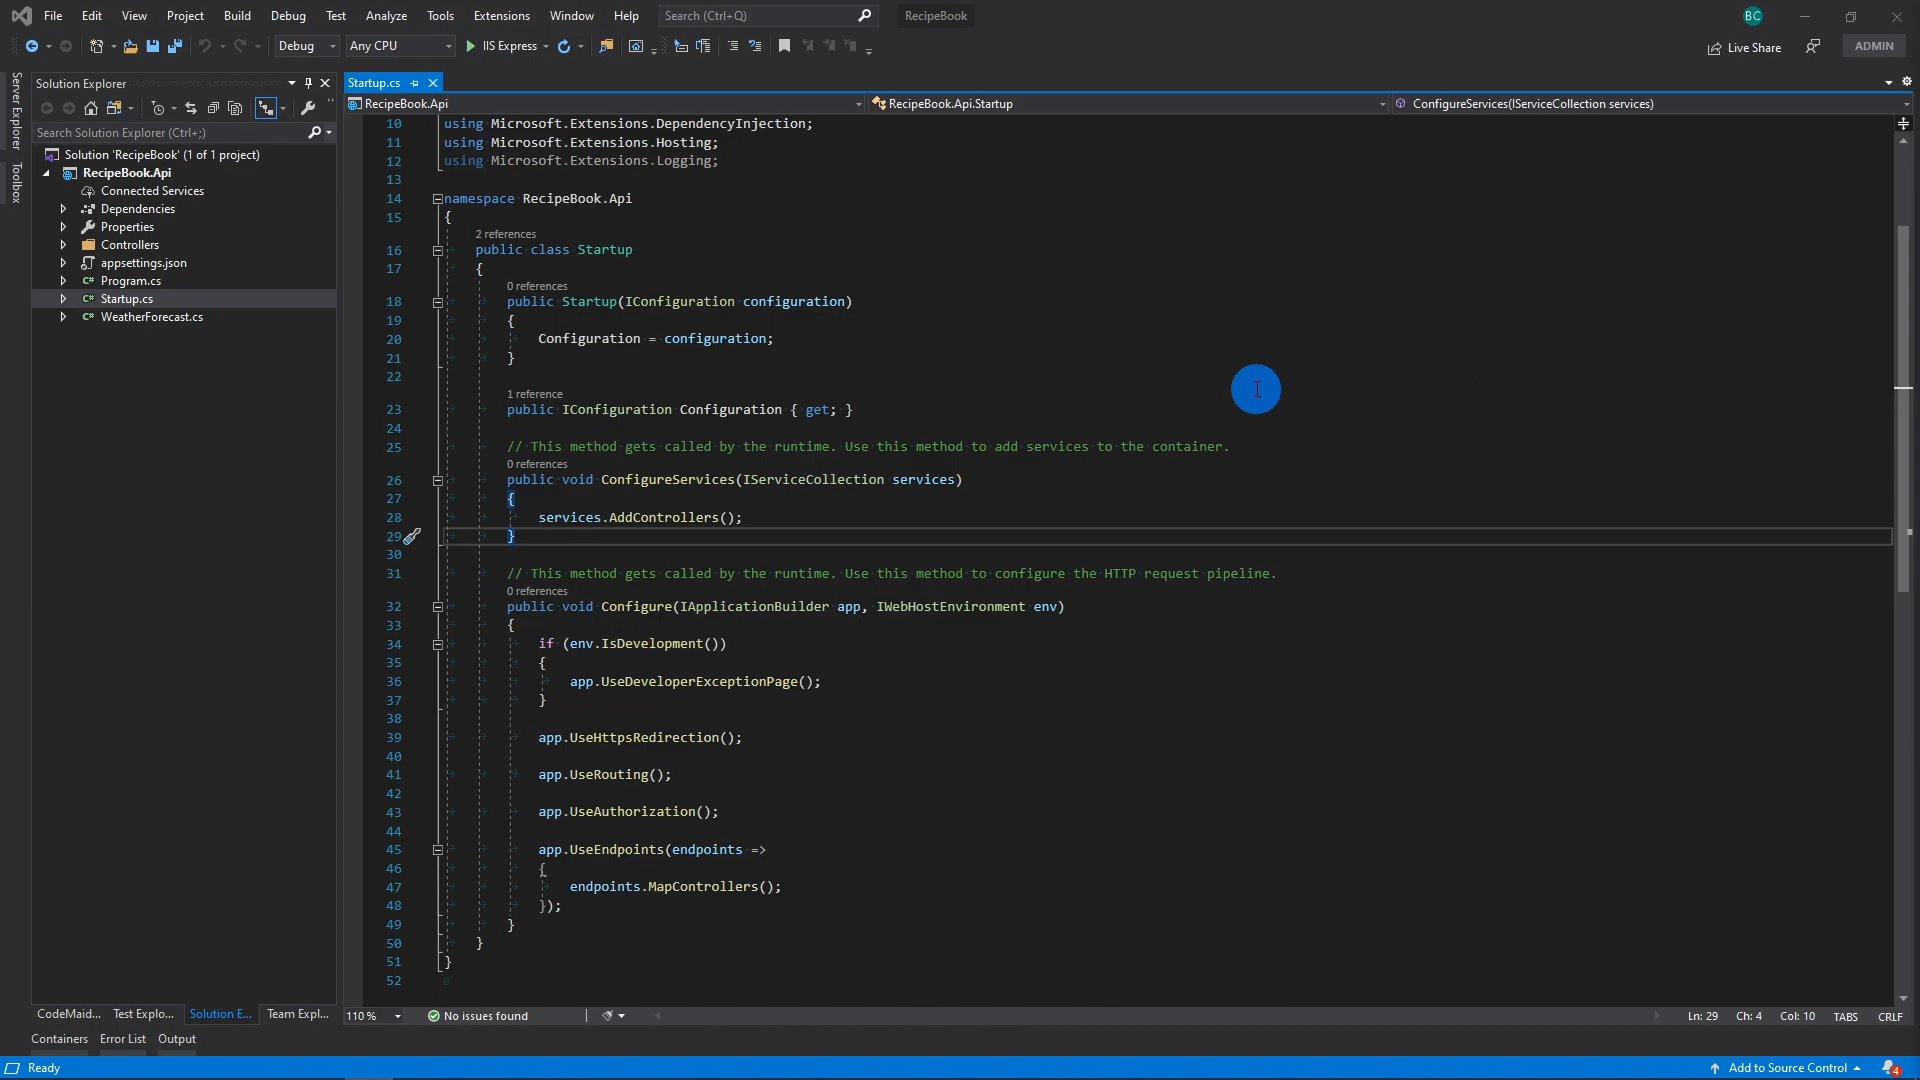 File Edit View Project Build Debug Test Analyze Tools Extensions Window Help Search (Ctrl+Q) RecipeBook BC
Debug Any CPU IIS Express Live Share ADMIN
Server Explorer
Toolbox
Solution Explorer
Search Solution Explorer (Ctrl+;)
Solution 'RecipeBook' (1 of 1 project)
RecipeBook.Api
Connected Services
Dependencies
Properties
Controllers
appsettings.json
Program.cs
Startup.cs
WeatherForecast.cs
CodeMaid... Test Explo... Solution E... Team Expl...
Startup.cs
RecipeBook.Api RecipeBook.Api.Startup ConfigureServices(IServiceCollection services)
10 using Microsoft.Extensions.DependencyInjection;
11 using Microsoft.Extensions.Hosting;
12 using Microsoft.Extensions.Logging;
13
14 namespace RecipeBook.Api
15 {
2 references
16 public class Startup
17 {
0 references
18 public Startup(IConfiguration configuration)
19 {
20 Configuration = configuration;
21 }
22
1 reference
23 public IConfiguration Configuration { get; }
24
25 // This method gets called by the runtime. Use this method to add services to the container.
0 references
26 public void ConfigureServices(IServiceCollection services)
27 {
28 services.AddControllers();
29 }
30
31 // This method gets called by the runtime. Use this method to configure the HTTP request pipeline.
0 references
32 public void Configure(IApplicationBuilder app, IWebHostEnvironment env)
33 {
34 if (env.IsDevelopment())
35 {
36 app.UseDeveloperExceptionPage();
37 }
38
39 app.UseHttpsRedirection();
40
41 app.UseRouting();
42
43 app.UseAuthorization();
44
45 app.UseEndpoints(endpoints =>
46 {
47 endpoints.MapControllers();
48 });
49 }
50 }
51 }
52
110 % No issues found Ln: 29 Ch: 4 Col: 10 TABS CRLF
Containers Error List Output
Ready Add to Source Control 4